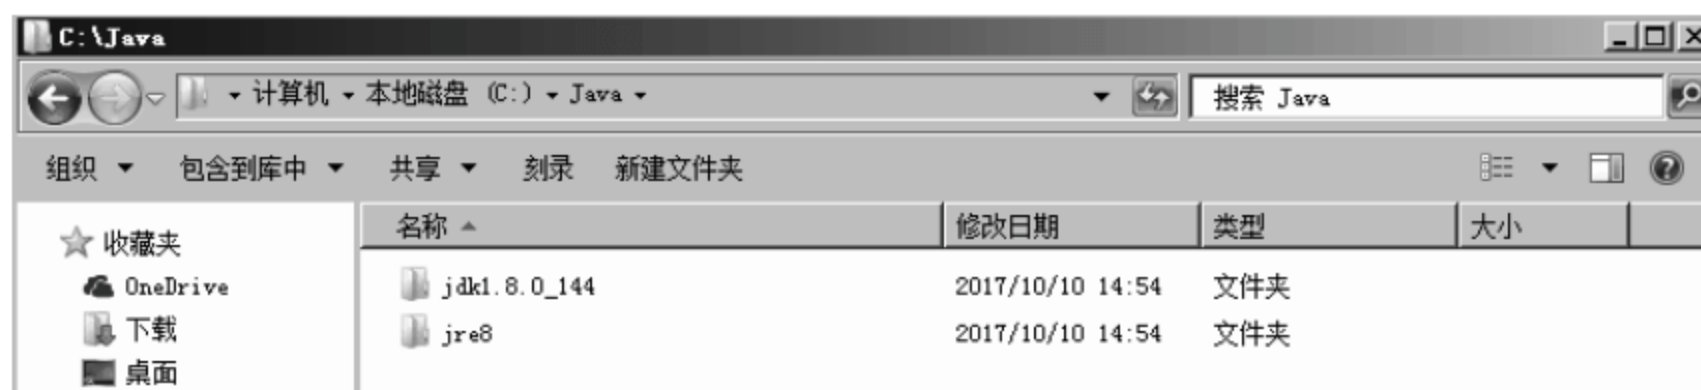 C:\Java
计算机 本地磁盘 (C:) Java
搜索 Java
组织 包含到库中 共享 刻录 新建文件夹
收藏夹
OneDrive
下载
桌面
名称 修改日期 类型 大小
jdk1.8.0_144 2017/10/10 14:54 文件夹
jre8 2017/10/10 14:54 文件夹